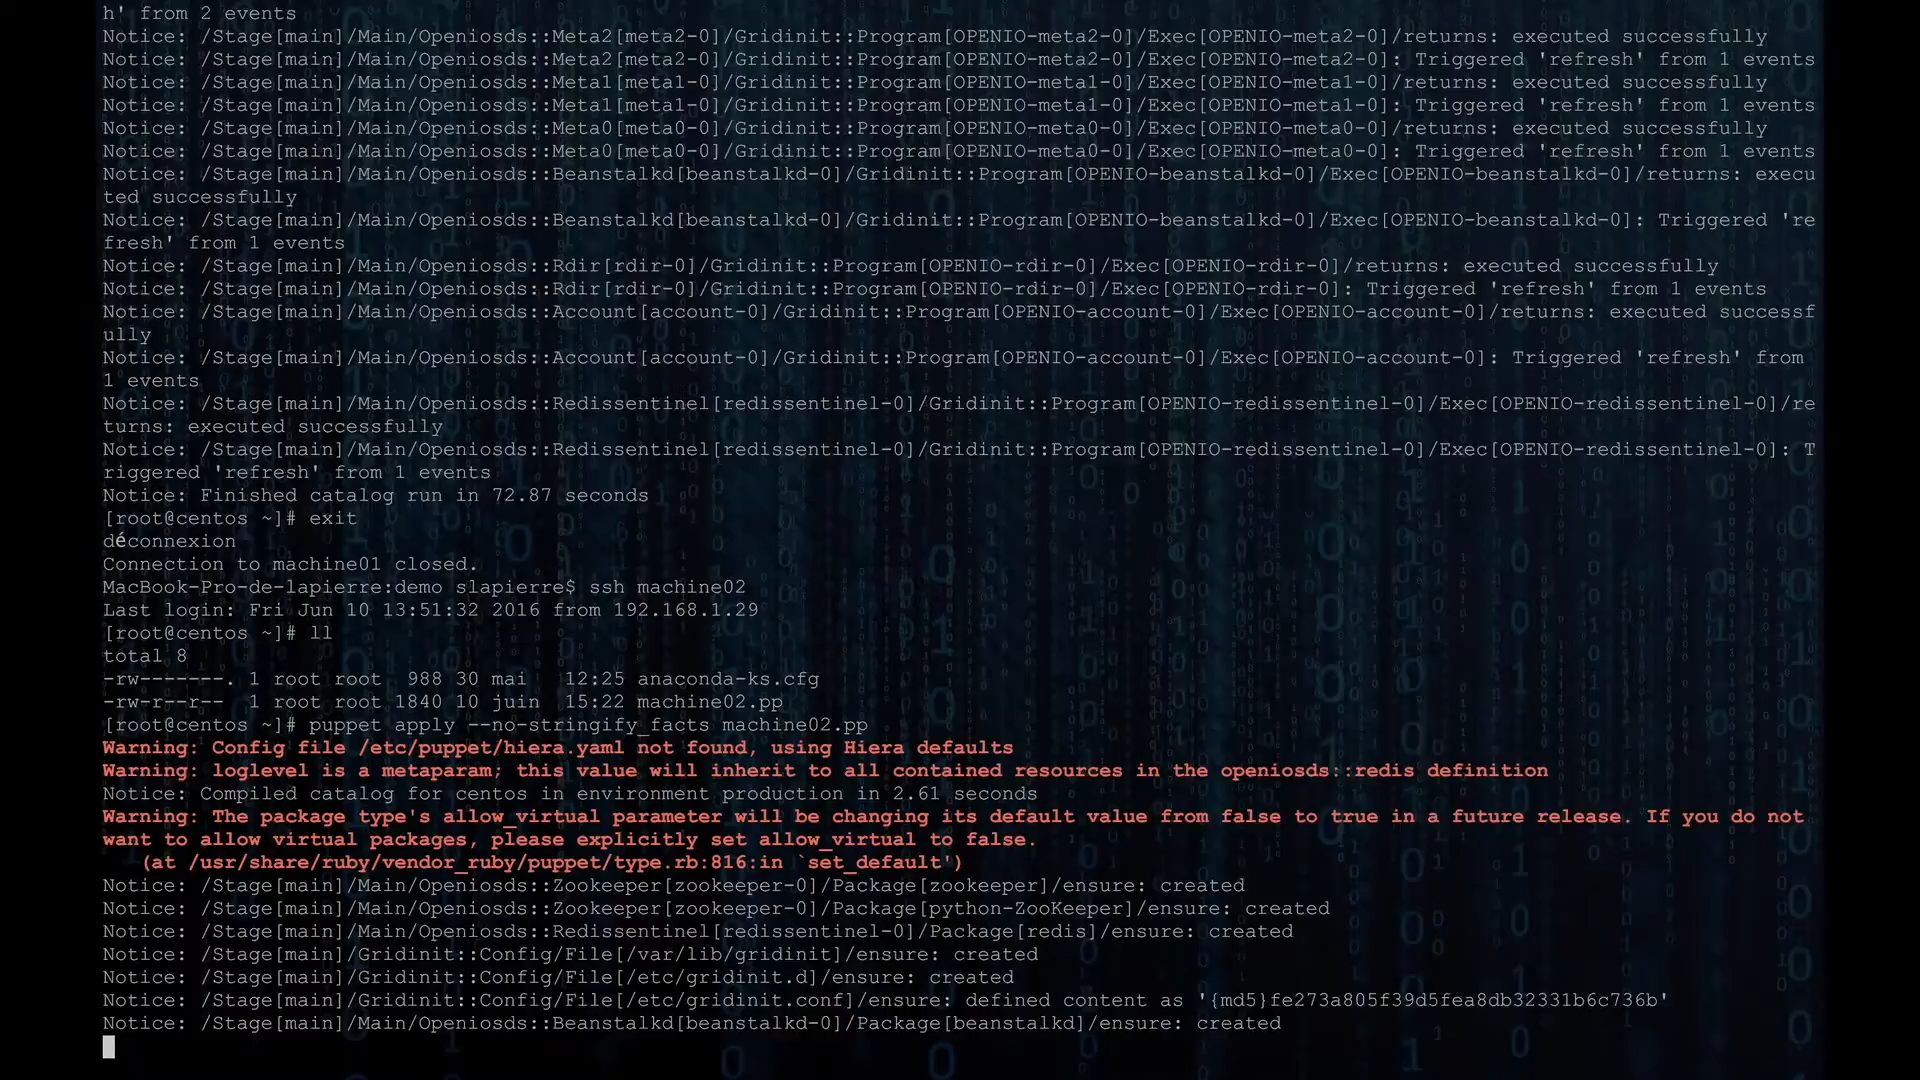 h' from 2 events
Notice: /Stage[main]/Main/Openiosds::Meta2[meta2-0]/Gridinit::Program[OPENIO-meta2-0]/Exec[OPENIO-meta2-0]/returns: executed successfully
Notice: /Stage[main]/Main/Openiosds::Meta2[meta2-0]/Gridinit::Program[OPENIO-meta2-0]/Exec[OPENIO-meta2-0]: Triggered 'refresh' from 1 events
Notice: /Stage[main]/Main/Openiosds::Meta1[meta1-0]/Gridinit::Program[OPENIO-meta1-0]/Exec[OPENIO-meta1-0]/returns: executed successfully
Notice: /Stage[main]/Main/Openiosds::Meta1[meta1-0]/Gridinit::Program[OPENIO-meta1-0]/Exec[OPENIO-meta1-0]: Triggered 'refresh' from 1 events
Notice: /Stage[main]/Main/Openiosds::Meta0[meta0-0]/Gridinit::Program[OPENIO-meta0-0]/Exec[OPENIO-meta0-0]/returns: executed successfully
Notice: /Stage[main]/Main/Openiosds::Meta0[meta0-0]/Gridinit::Program[OPENIO-meta0-0]/Exec[OPENIO-meta0-0]: Triggered 'refresh' from 1 events
Notice: /Stage[main]/Main/Openiosds::Beanstalkd[beanstalkd-0]/Gridinit::Program[OPENIO-beanstalkd-0]/Exec[OPENIO-beanstalkd-0]/returns: execu
ted successfully
Notice: /Stage[main]/Main/Openiosds::Beanstalkd[beanstalkd-0]/Gridinit::Program[OPENIO-beanstalkd-0]/Exec[OPENIO-beanstalkd-0]: Triggered 're
fresh' from 1 events
Notice: /Stage[main]/Main/Openiosds::Rdir[rdir-0]/Gridinit::Program[OPENIO-rdir-0]/Exec[OPENIO-rdir-0]/returns: executed successfully
Notice: /Stage[main]/Main/Openiosds::Rdir[rdir-0]/Gridinit::Program[OPENIO-rdir-0]/Exec[OPENIO-rdir-0]: Triggered 'refresh' from 1 events
Notice: /Stage[main]/Main/Openiosds::Account[account-0]/Gridinit::Program[OPENIO-account-0]/Exec[OPENIO-account-0]/returns: executed successf
ully
Notice: /Stage[main]/Main/Openiosds::Account[account-0]/Gridinit::Program[OPENIO-account-0]/Exec[OPENIO-account-0]: Triggered 'refresh' from
1 events
Notice: /Stage[main]/Main/Openiosds::Redissentinel[redissentinel-0]/Gridinit::Program[OPENIO-redissentinel-0]/Exec[OPENIO-redissentinel-0]/re
turns: executed successfully
Notice: /Stage[main]/Main/Openiosds::Redissentinel[redissentinel-0]/Gridinit::Program[OPENIO-redissentinel-0]/Exec[OPENIO-redissentinel-0]: T
riggered 'refresh' from 1 events
Notice: Finished catalog run in 72.87 seconds
[root@centos ~]# exit
déconnexion
Connection to machine01 closed.
MacBook-Pro-de-lapierre:demo slapierre$ ssh machine02
Last login: Fri Jun 10 13:51:32 2016 from 192.168.1.29
[root@centos ~]# ll
total 8
-rw-------. 1 root root  988 30 mai   12:25 anaconda-ks.cfg
-rw-r--r--  1 root root 1840 10 juin  15:22 machine02.pp
[root@centos ~]# puppet apply --no-stringify_facts machine02.pp
Warning: Config file /etc/puppet/hiera.yaml not found, using Hiera defaults
Warning: loglevel is a metaparam; this value will inherit to all contained resources in the openiosds::redis definition
Notice: Compiled catalog for centos in environment production in 2.61 seconds
Warning: The package type's allow_virtual parameter will be changing its default value from false to true in a future release. If you do not
want to allow virtual packages, please explicitly set allow_virtual to false.
   (at /usr/share/ruby/vendor_ruby/puppet/type.rb:816:in `set_default')
Notice: /Stage[main]/Main/Openiosds::Zookeeper[zookeeper-0]/Package[zookeeper]/ensure: created
Notice: /Stage[main]/Main/Openiosds::Zookeeper[zookeeper-0]/Package[python-ZooKeeper]/ensure: created
Notice: /Stage[main]/Main/Openiosds::Redissentinel[redissentinel-0]/Package[redis]/ensure: created
Notice: /Stage[main]/Gridinit::Config/File[/var/lib/gridinit]/ensure: created
Notice: /Stage[main]/Gridinit::Config/File[/etc/gridinit.d]/ensure: created
Notice: /Stage[main]/Gridinit::Config/File[/etc/gridinit.conf]/ensure: defined content as '{md5}fe273a805f39d5fea8db32331b6c736b'
Notice: /Stage[main]/Main/Openiosds::Beanstalkd[beanstalkd-0]/Package[beanstalkd]/ensure: created